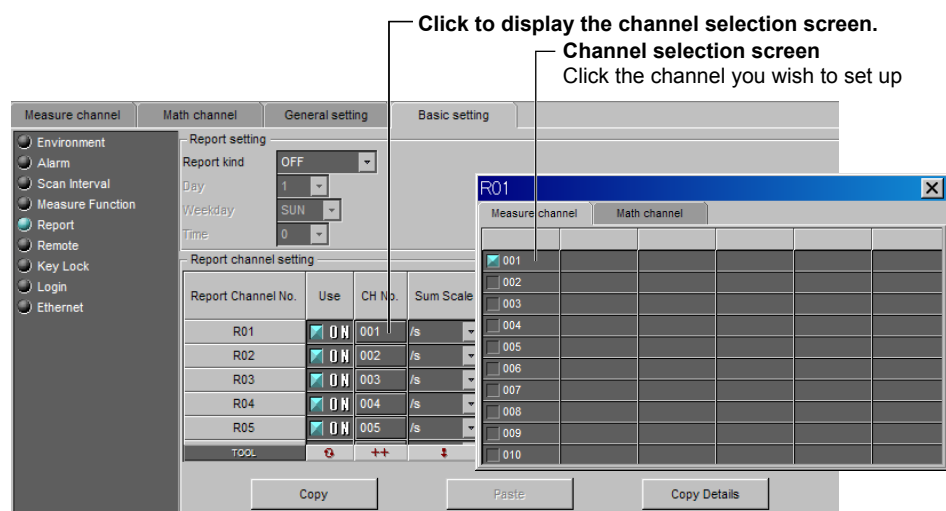 Click to display the channel selection screen.
Channel selection screen
Click the channel you wish to set up
Measure channel Math channel General setting Basic setting
Environment
Alarm
Scan Interval
Measure Function
Report
Remote
Key Lock
Login
Ethernet
Report setting
Report kind OFF
Day 1
Weekday SUN
Time 0
Report channel setting
Report Channel No. Use CH No. Sum Scale
R01 ON 001 /s
R02 ON 002 /s
R03 ON 003 /s
R04 ON 004 /s
R05 ON 005 /s
TOOL
Copy Paste Copy Details
R01
Measure channel Math channel
001
002
003
004
005
006
007
008
009
010